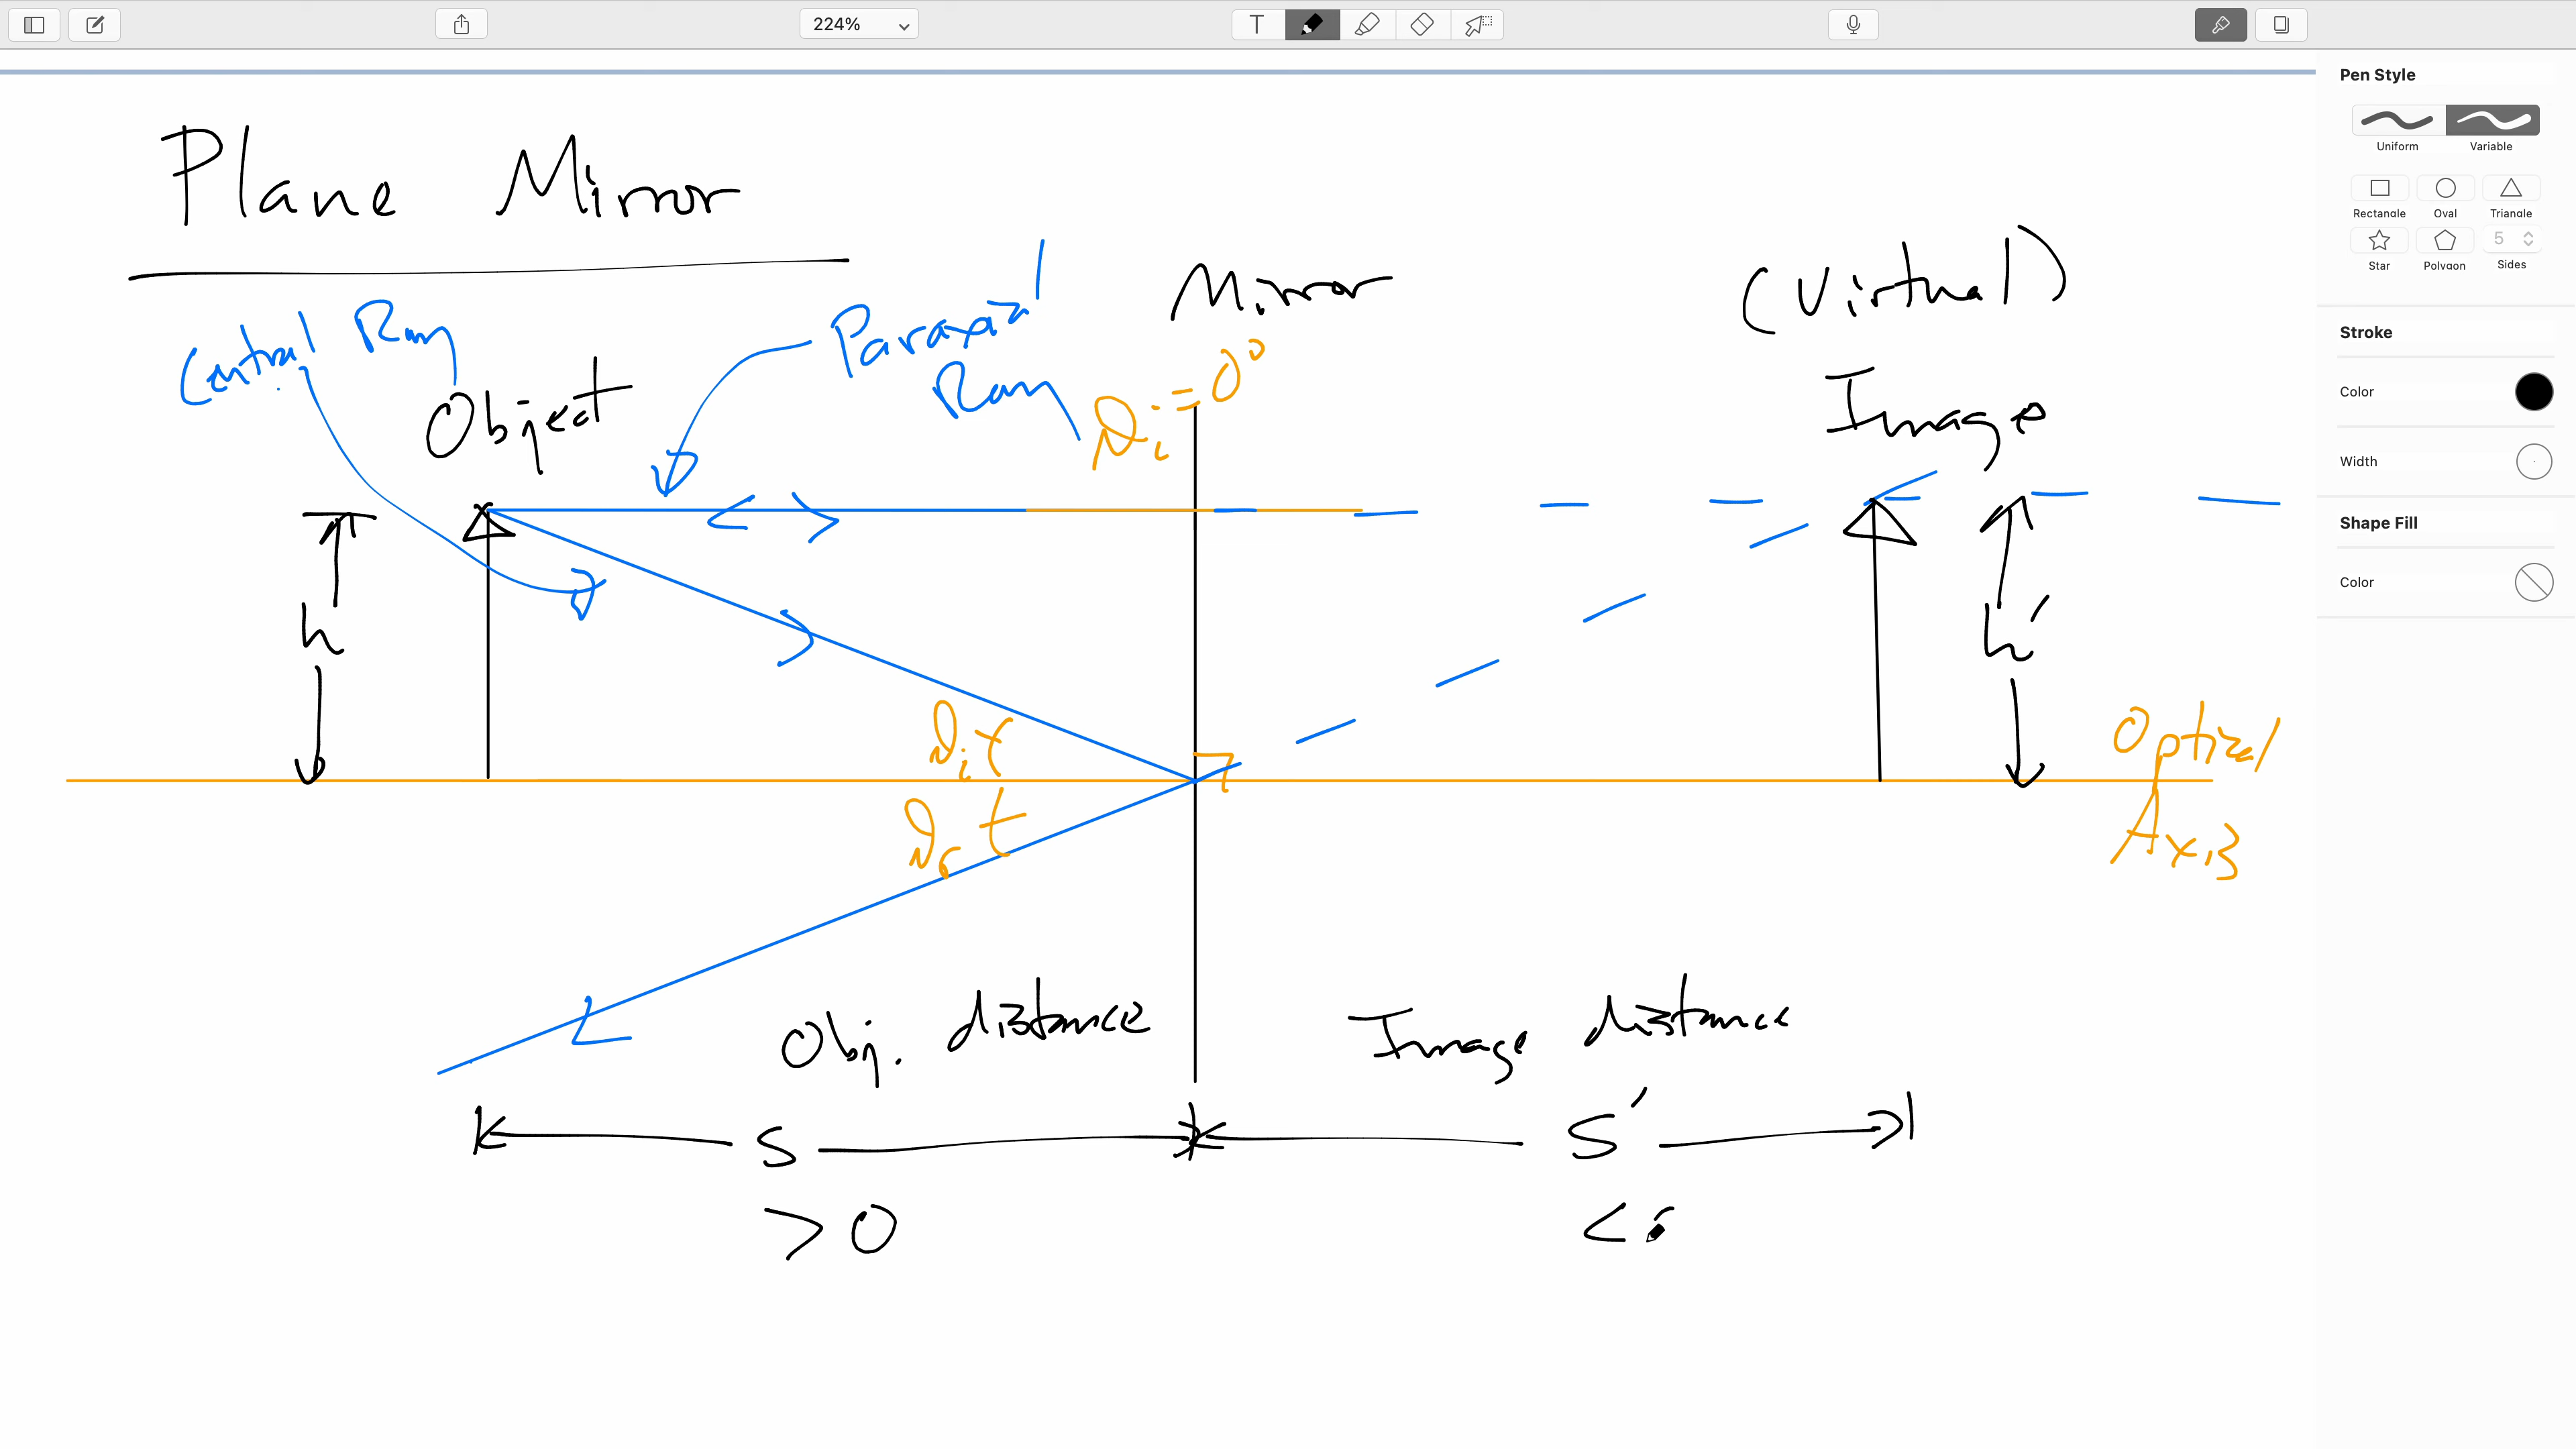 224%
T
Pen Style
Uniform Variable
Rectangle Oval Triangle
5
Star Polygon Sides
Stroke
Color
Width
Shape Fill
Color
Plane Mirror
Central Ray
Paraxial
Ray
Mirror
(Virtual)
Image
Object
θi = 0°
h
h'
θi
θr
Optical
Axis
Obj. distance
Image distance
s
s'
> 0
<